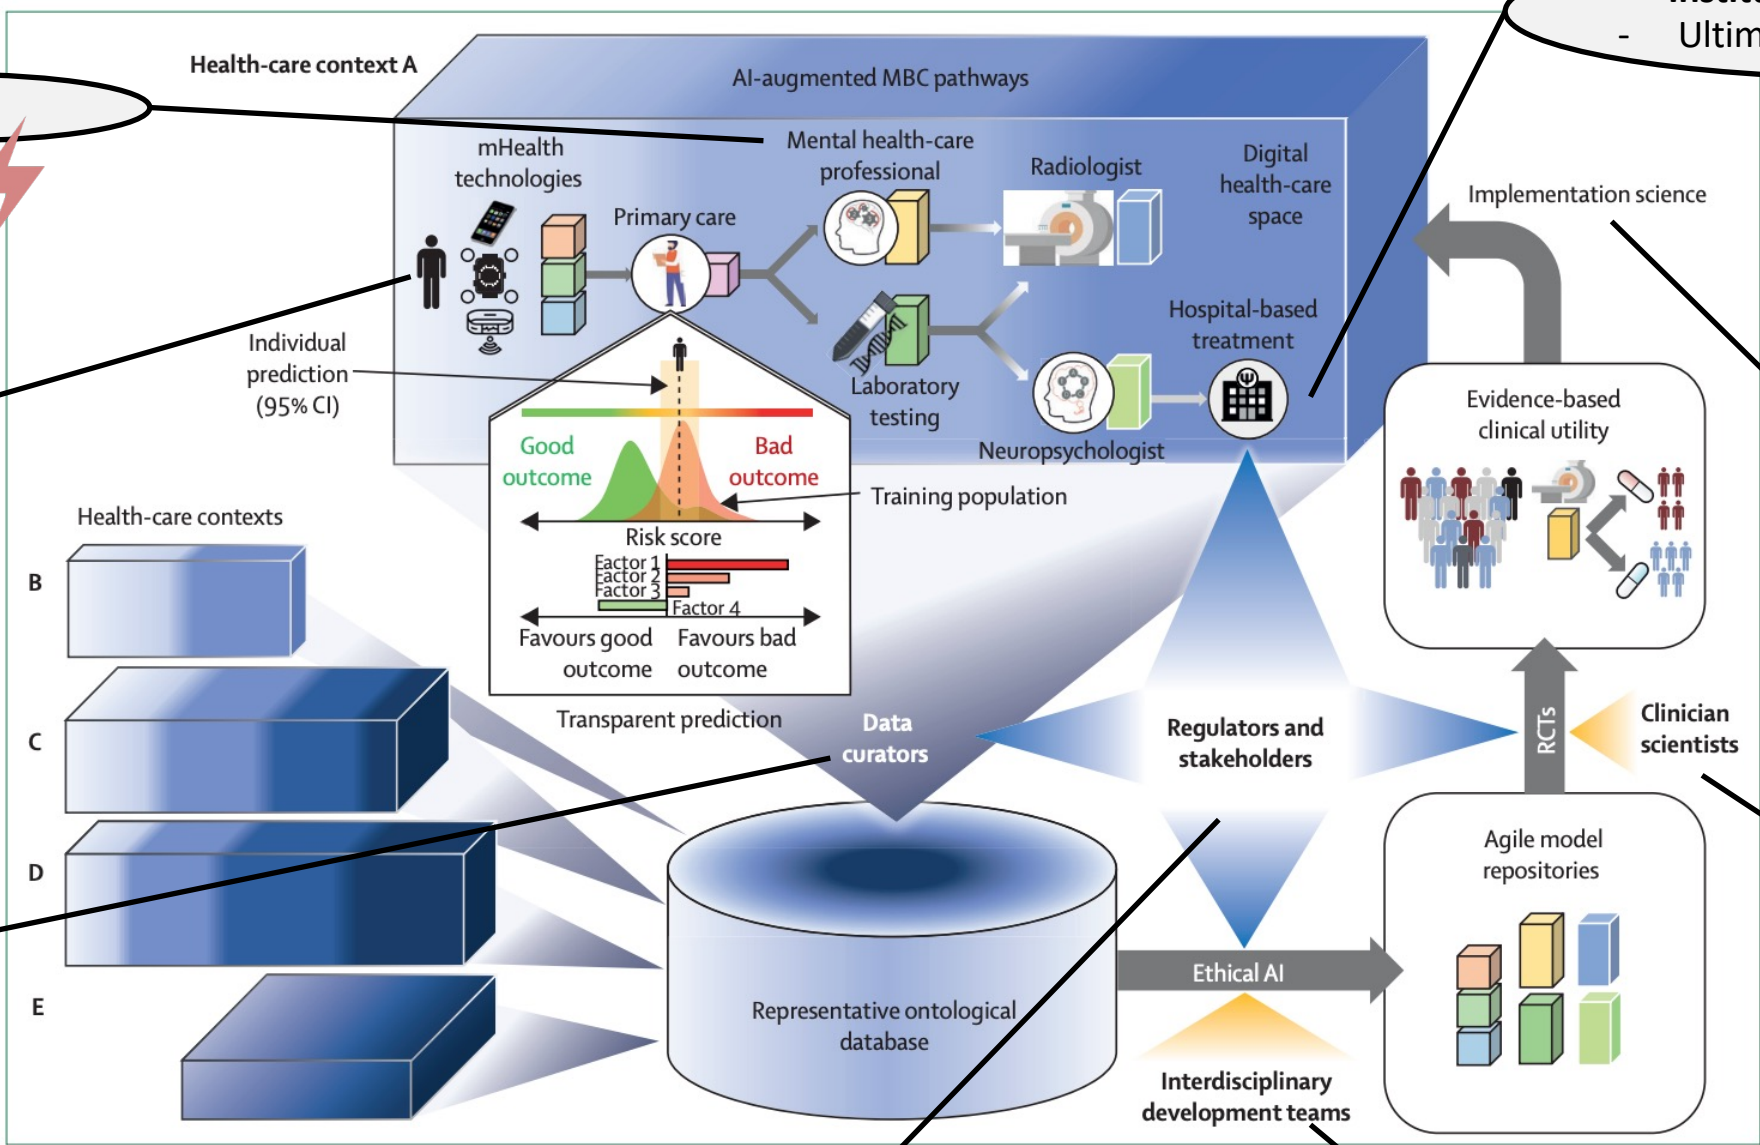 - Ultim
Health-care context A
AI-augmented MBC pathways
mHealth
technologies
Primary care
Mental health-care
professional
Radiologist
Digital
health-care
space
Implementation science
Individual
prediction
(95% CI)
Laboratory
testing
Hospital-based
treatment
Neuropsychologist
Evidence-based
clinical utility
Good
outcome
Bad
outcome
Training population
Risk score
Factor 1
Factor 2
Factor 3
Factor 4
Favours good
outcome
Favours bad
outcome
Transparent prediction
Health-care contexts
B
C
D
E
Data
curators
Regulators and
stakeholders
RCTs
Clinician
scientists
Agile model
repositories
Ethical AI
Representative ontological
database
Interdisciplinary
development teams